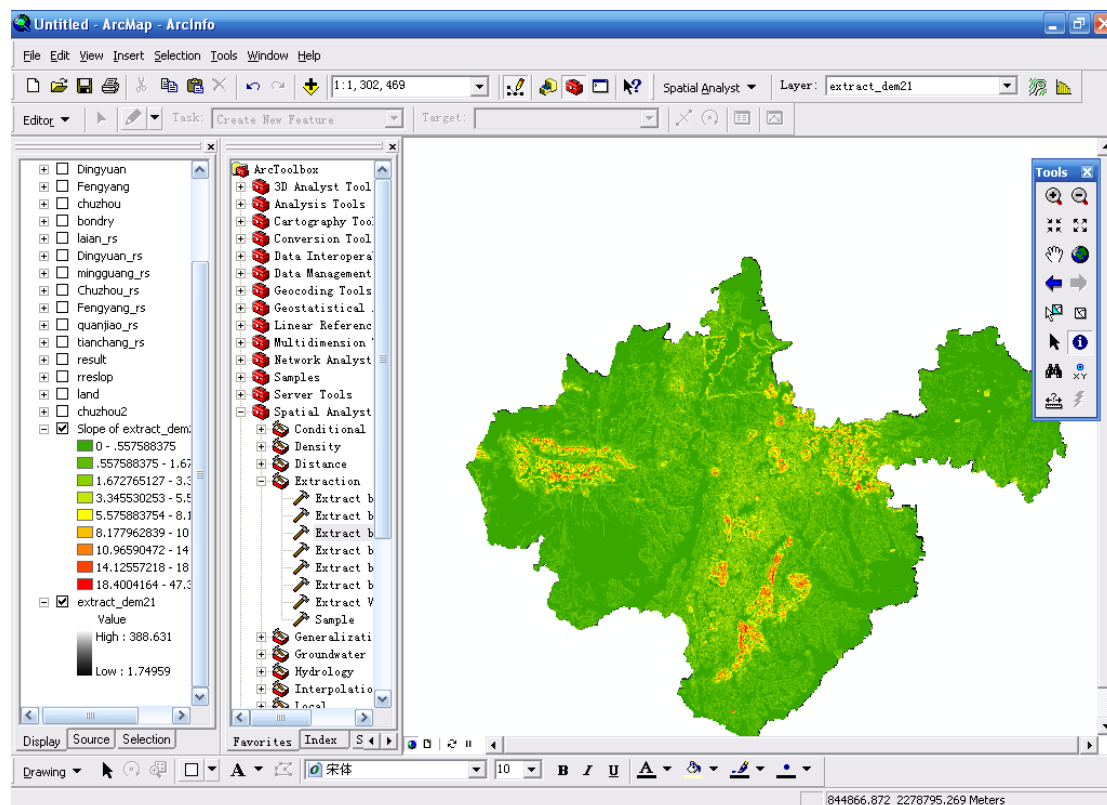 Untitled - ArcMap - ArcInfo
File Edit View Insert Selection Tools Window Help
1:1,302,469 Spatial Analyst Layer: extract_dem21
Editor Task: Create New Feature Target:
Dingyuan
Fengyang
chuzhou
bondry
laian_rs
Dingyuan_rs
mingguang_rs
Chuzhou_rs
Fengyang_rs
quanjiao_rs
tianchang_rs
result
rreslop
land
chuzhou2
Slope of extract_dem2
0 - .557588375
.557588375 - 1.67
1.672765127 - 3.3
3.345530253 - 5.5
5.575883754 - 8.1
8.177962839 - 10
10.96590472 - 14
14.12557218 - 18
18.4004164 - 47.3
extract_dem21
Value
High : 388.631
Low : 1.74959
Display Source Selection
ArcToolbox
3D Analyst Tool
Analysis Tools
Cartography Too
Conversion Tool
Data Interopera
Data Management
Geocoding Tools
Geostatistical
Linear Referenc
Multidimension
Network Analyst
Samples
Server Tools
Spatial Analyst
Conditional
Density
Distance
Extraction
Extract b
Extract b
Extract b
Extract b
Extract b
Extract b
Extract V
Sample
Generalizati
Groundwater
Hydrology
Interpolatio
Local
Favorites Index S
Tools
XY
Drawing A 宋体 10 B I U A
844866.872 2278795.269 Meters